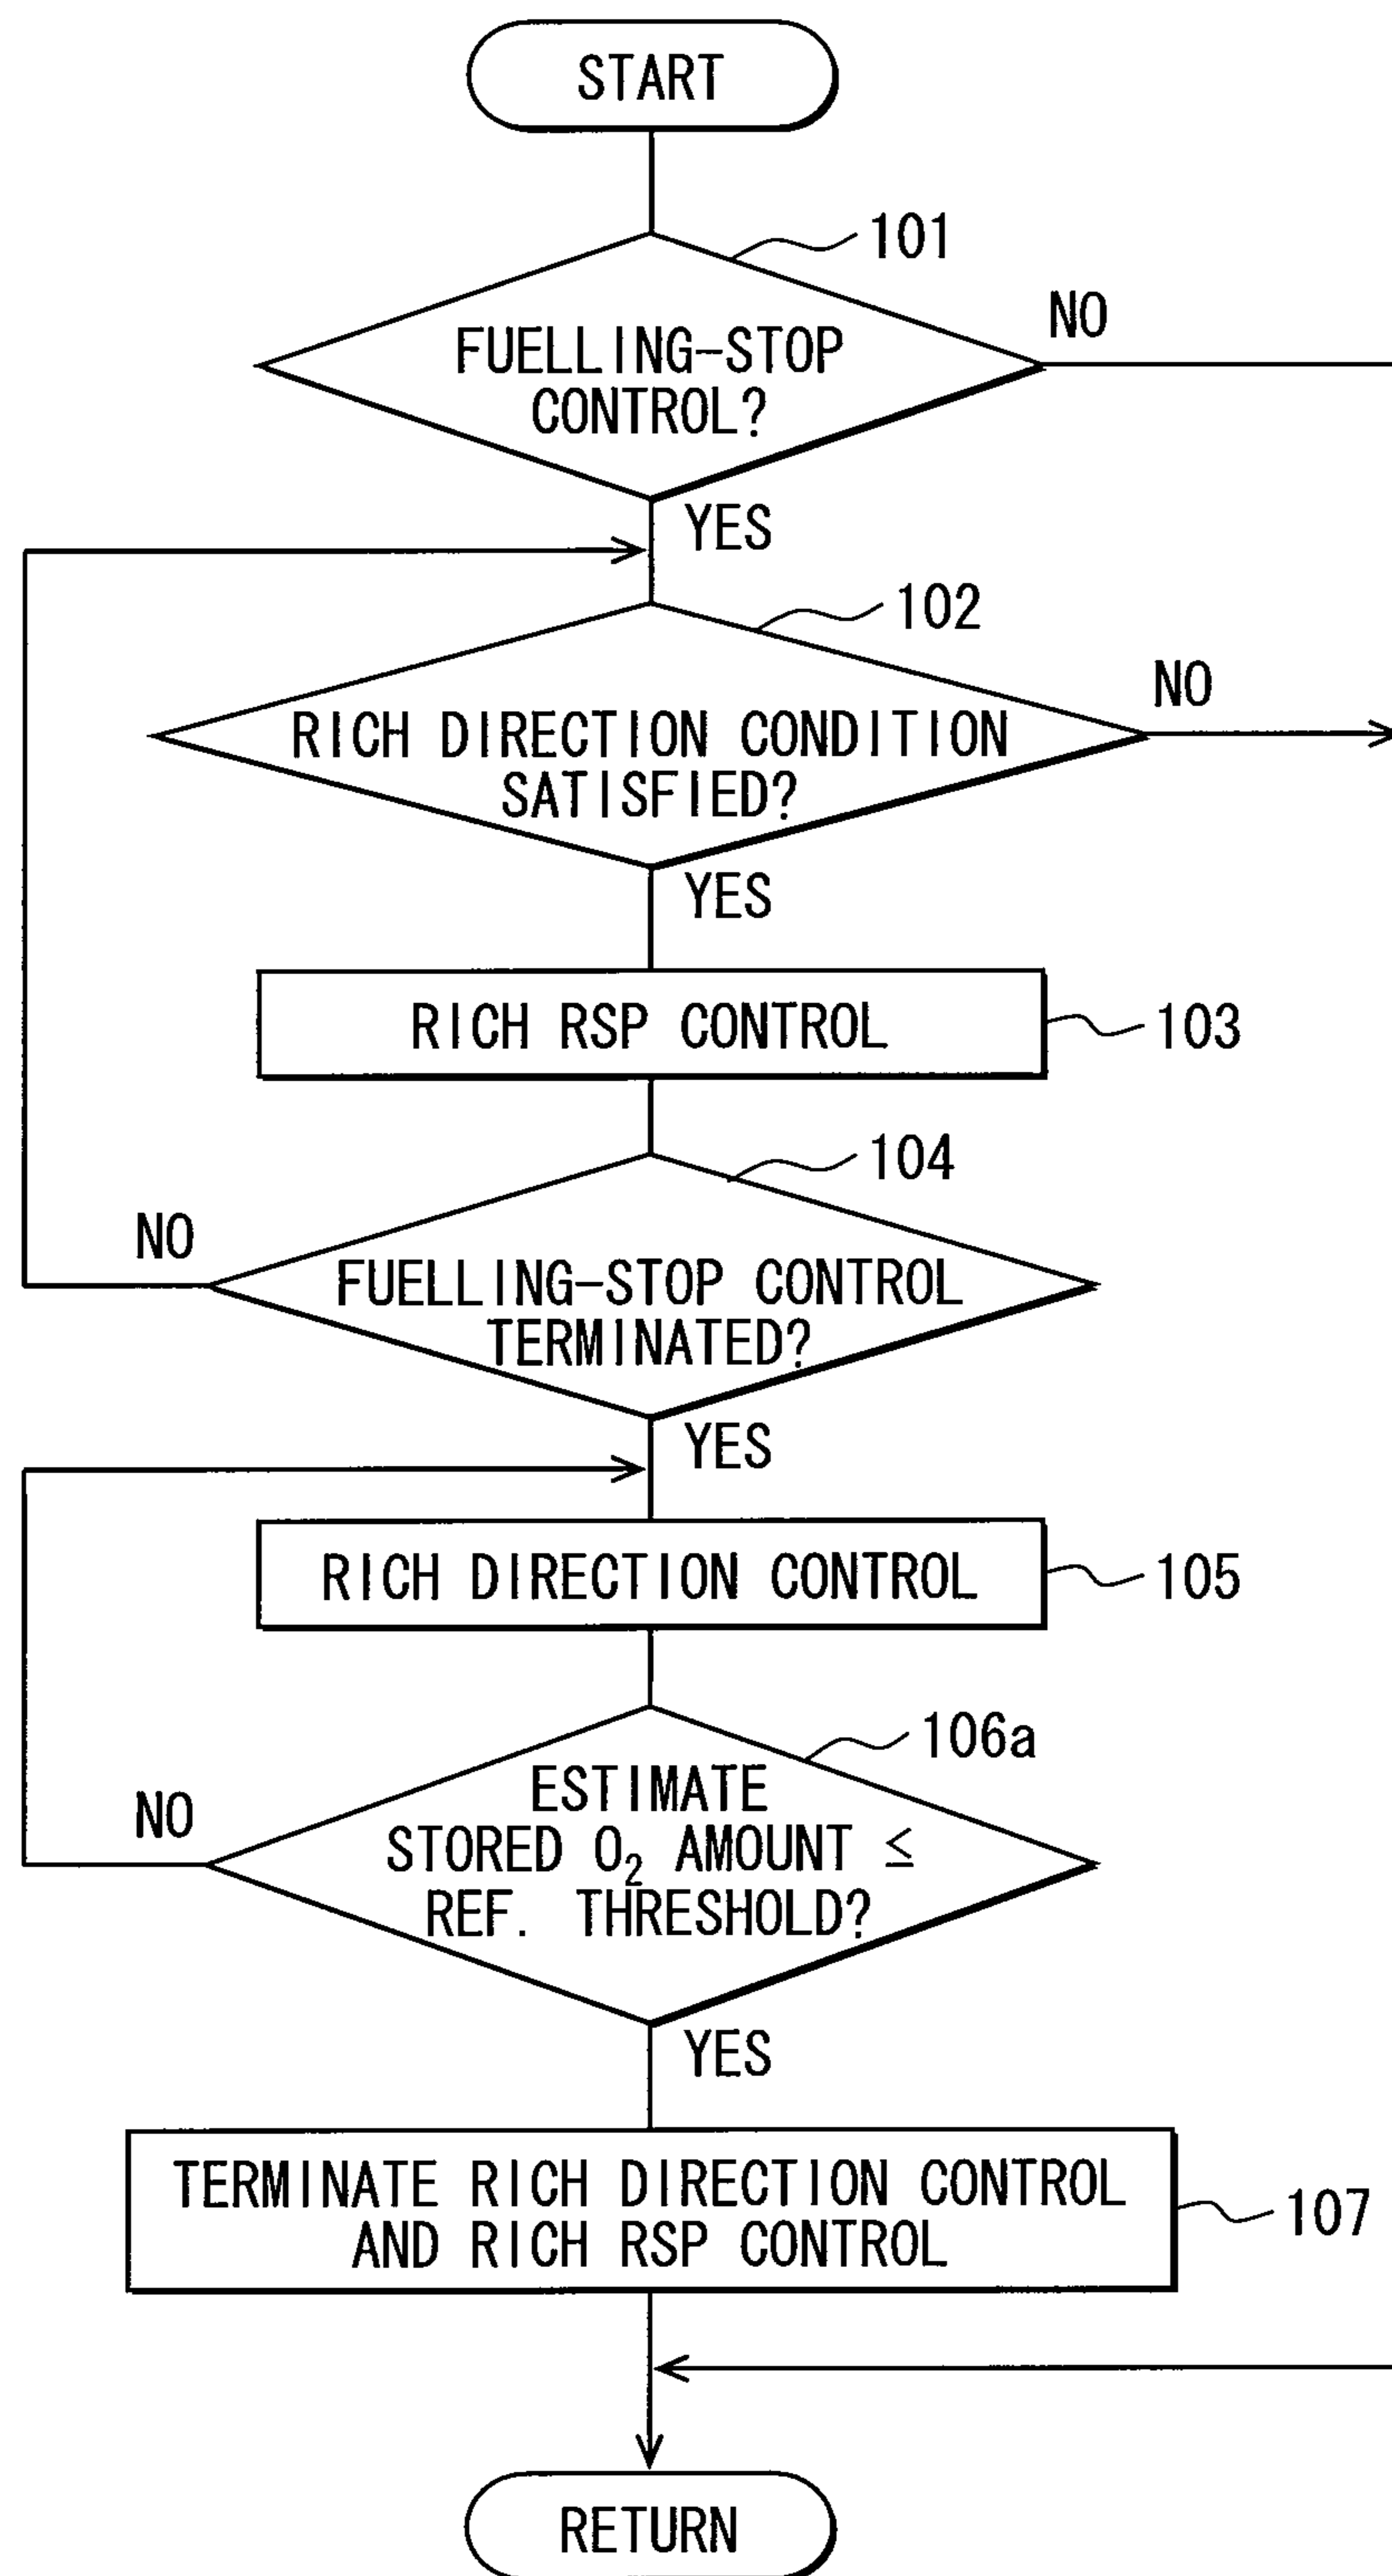 START
101
FUELLING-STOP
CONTROL?
NO
YES
102
RICH DIRECTION CONDITION
SATISFIED?
NO
YES
RICH RSP CONTROL
103
104
FUELLING-STOP CONTROL
TERMINATED?
NO
YES
RICH DIRECTION CONTROL
105
106a
ESTIMATE
STORED O₂ AMOUNT ≤
REF. THRESHOLD?
NO
YES
TERMINATE RICH DIRECTION CONTROL
AND RICH RSP CONTROL
107
RETURN